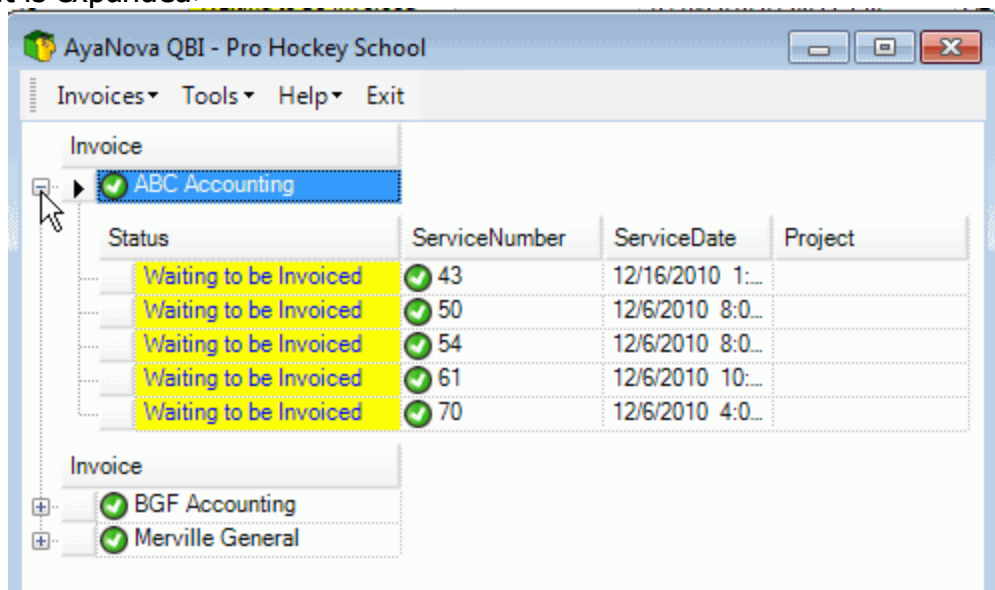 it is expanded
AyaNova QBI - Pro Hockey School
Invoices Tools Help Exit
Invoice
ABC Accounting
Status ServiceNumber ServiceDate Project
Waiting to be Invoiced 43 12/16/2010 1:...
Waiting to be Invoiced 50 12/6/2010 8:0...
Waiting to be Invoiced 54 12/6/2010 8:0...
Waiting to be Invoiced 61 12/6/2010 10:...
Waiting to be Invoiced 70 12/6/2010 4:0...
Invoice
BGF Accounting
Merville General